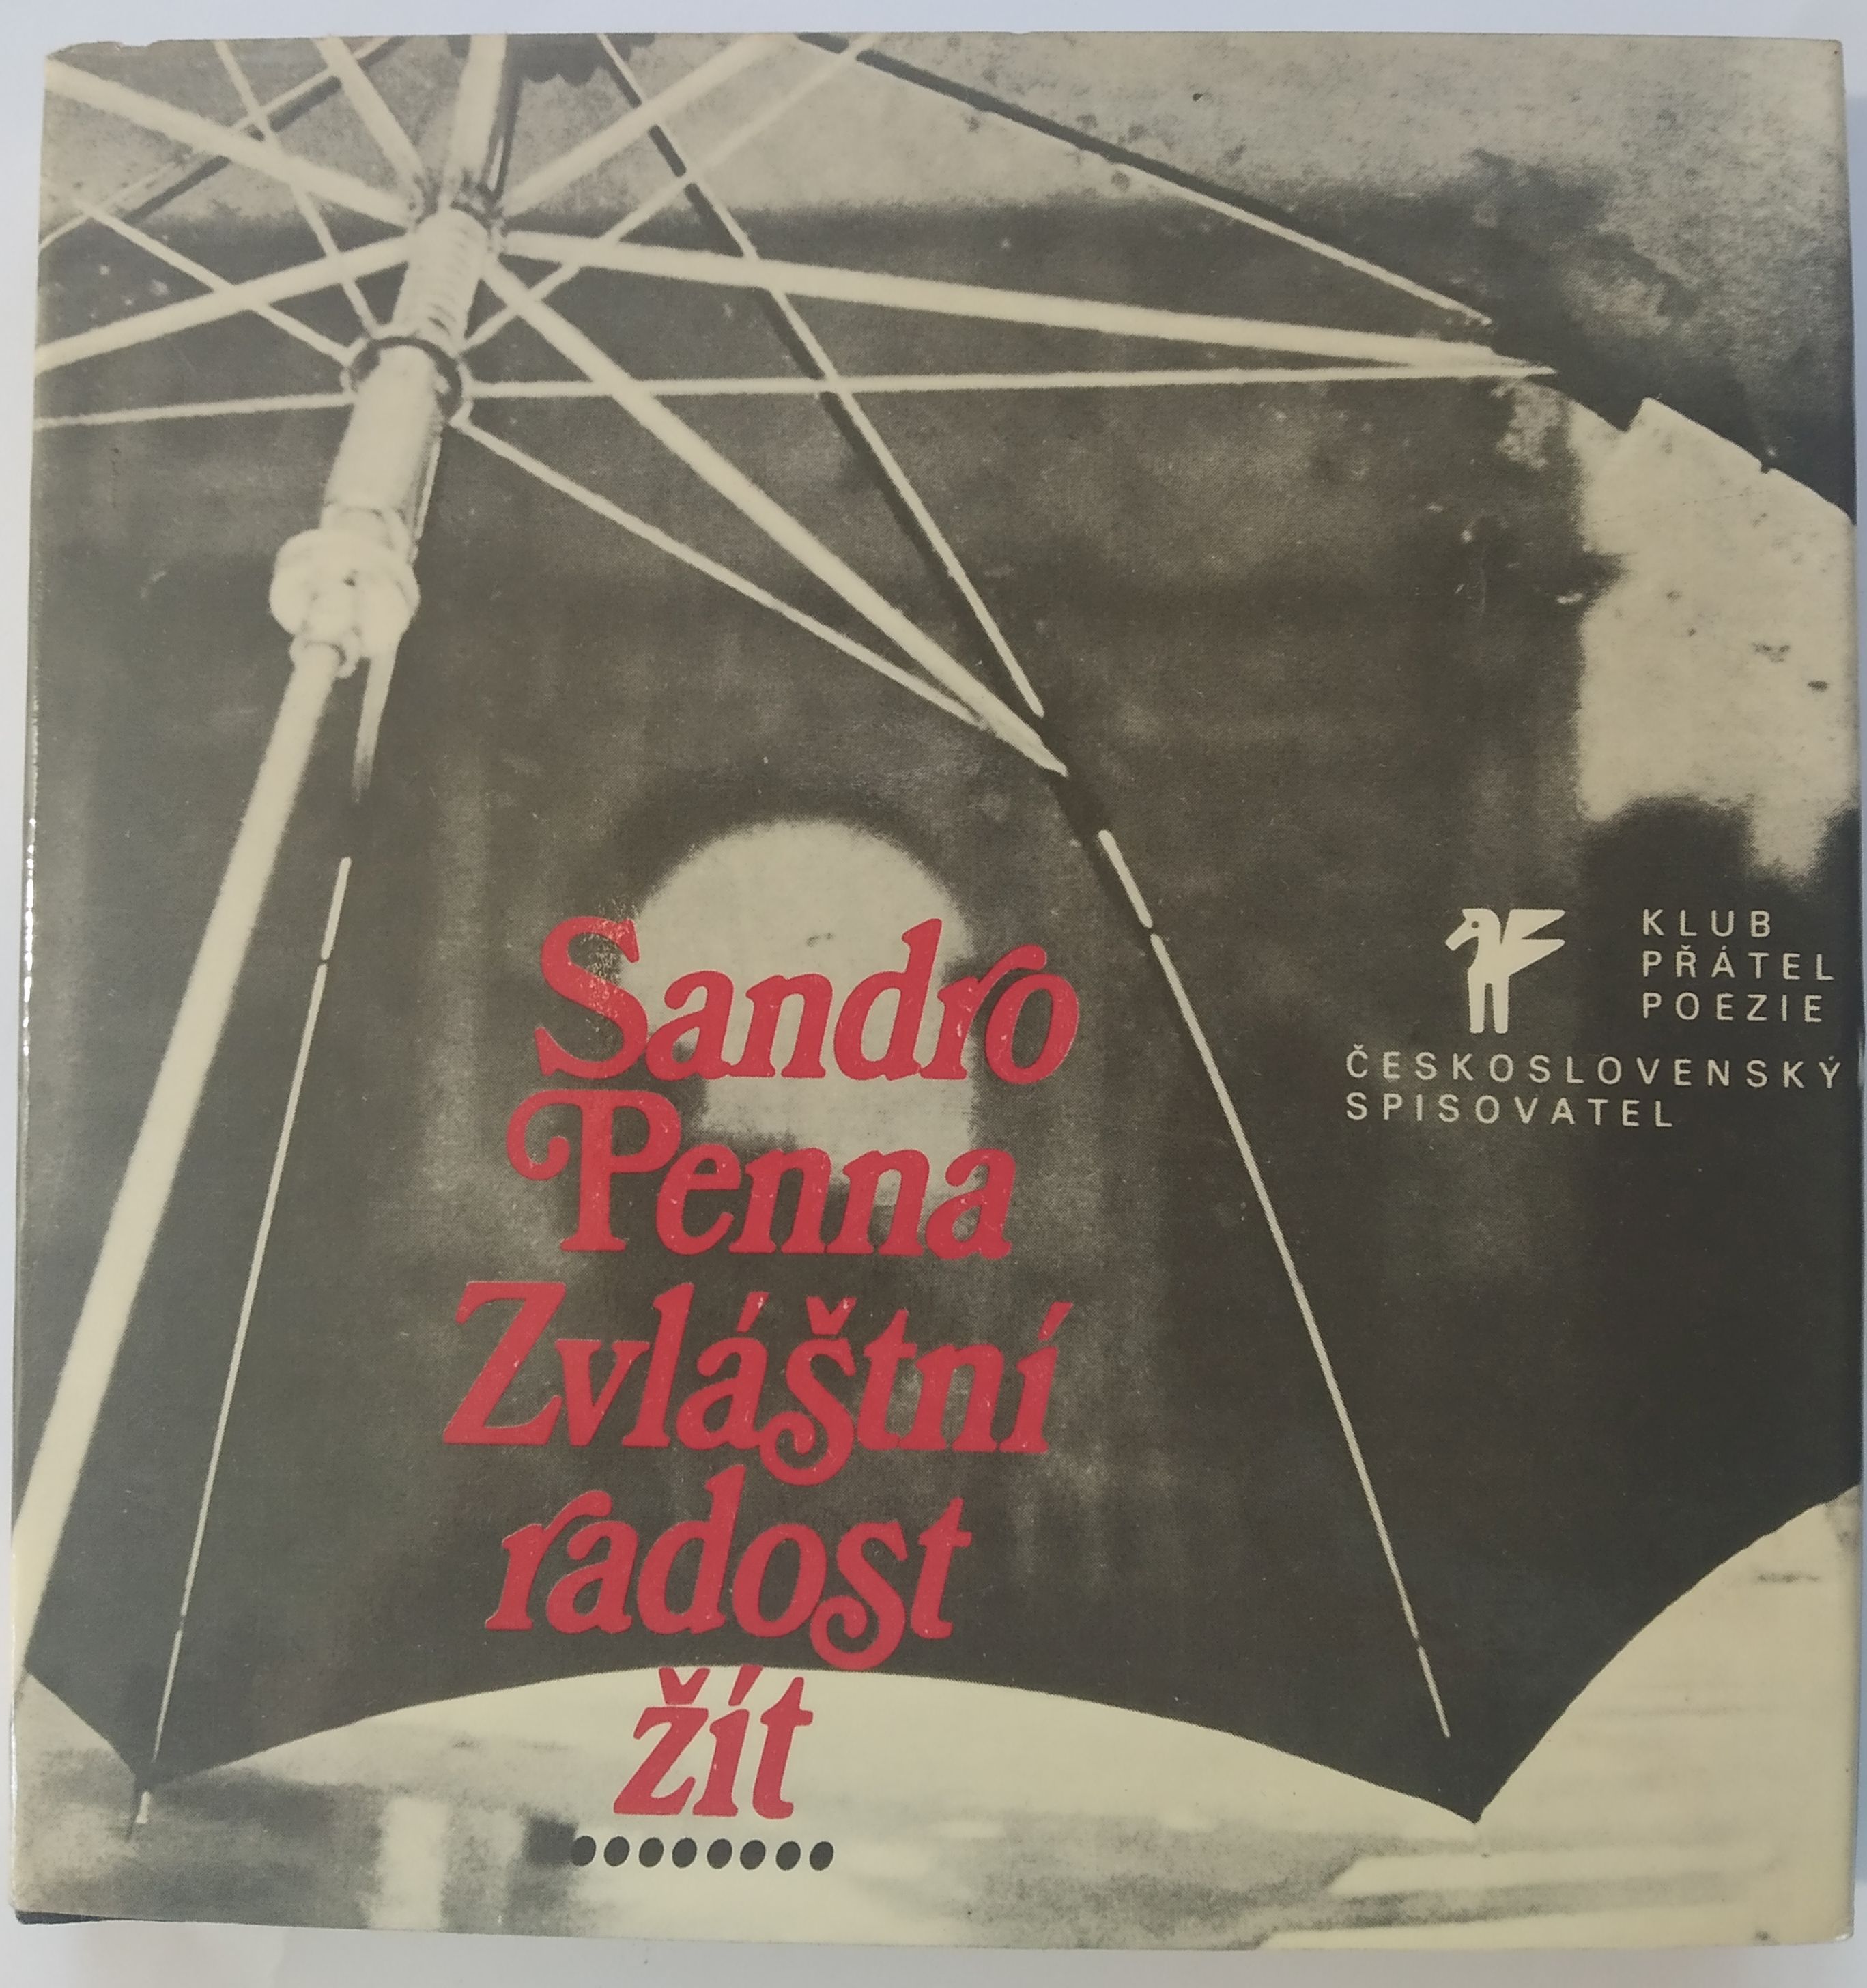 Sandro
Penna
Zvláštní
radost
žít
KLUB
PŘÁTEL
POEZIE
ČESKOSLOVENSKÝ
SPISOVATEL